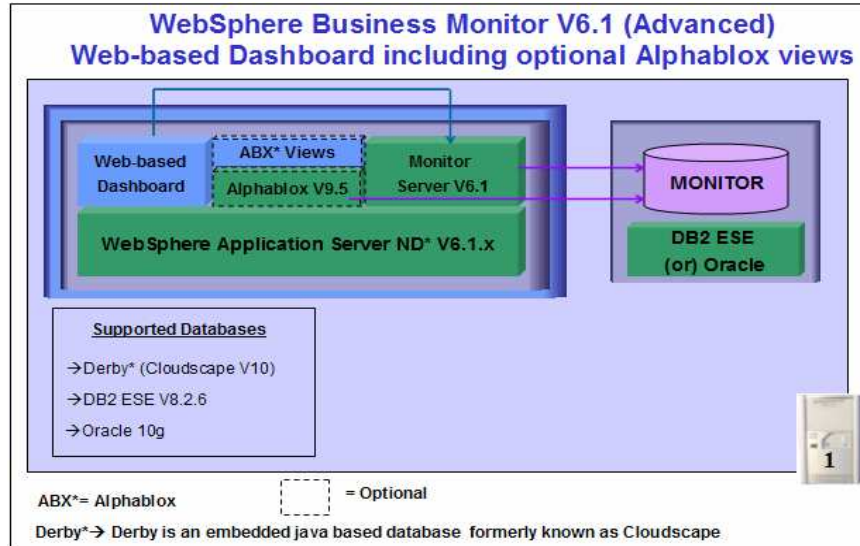 WebSphere Business Monitor V6.1 (Advanced)
Web-based Dashboard including optional Alphablox views
Web-based
Dashboard
ABX* Views
Alphablox V9.5
Monitor
Server V6.1
WebSphere Application Server ND* V6.1.x
MONITOR
DB2 ESE
(or) Oracle
Supported Databases
→Derby* (Cloudscape V10)
→DB2 ESE V8.2.6
→Oracle 10g
1
ABX*= Alphablox
= Optional
Derby*→ Derby is an embedded java based database formerly known as Cloudscape